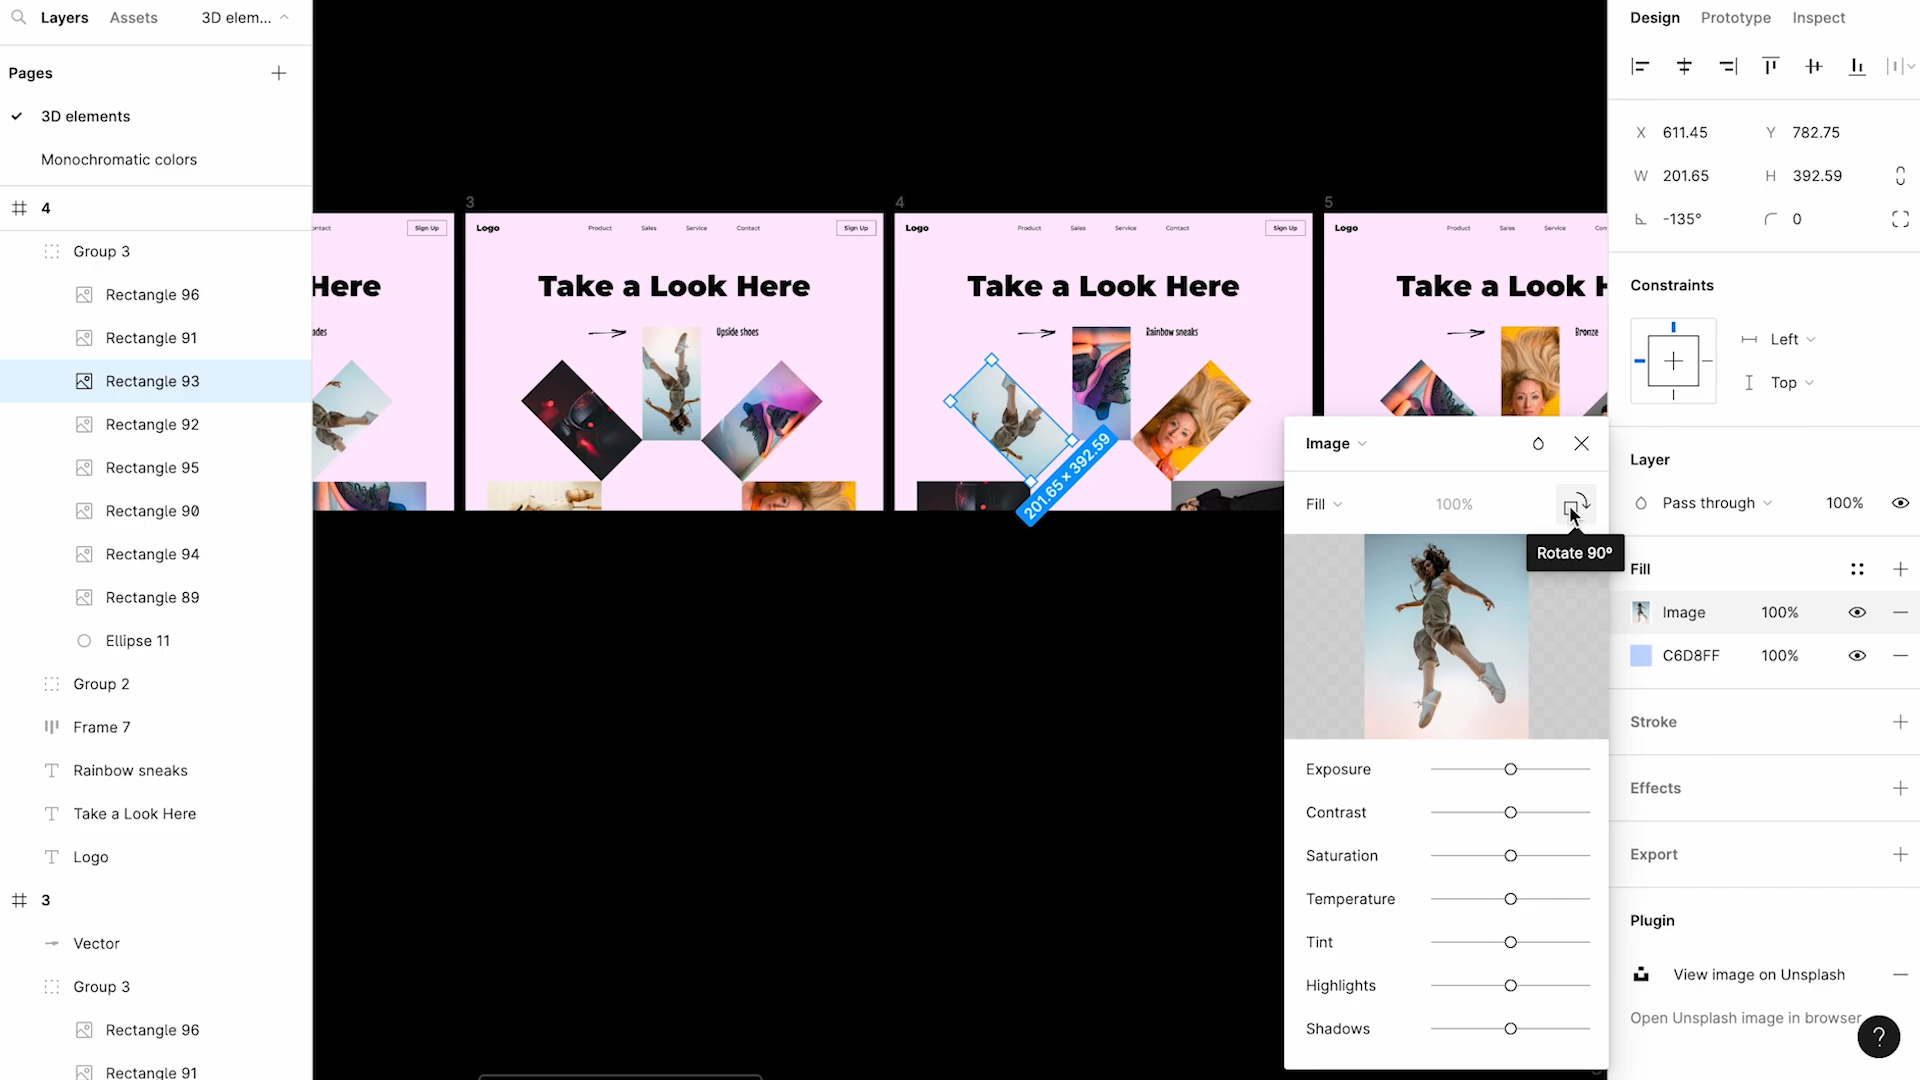 Layers
Assets
3D elem...
Pages
3D elements
Monochromatic colors
4
Group 3
Rectangle 96
Rectangle 91
Rectangle 93
Rectangle 92
Rectangle 95
Rectangle 90
Rectangle 94
Rectangle 89
Ellipse 11
Group 2
Frame 7
Rainbow sneaks
Take a Look Here
Logo
3
Vector
Group 3
Rectangle 96
Rectangle 91
ontact
Sign Up
Here
ades
3
Logo
Product
Sales
Service
Contact
Sign Up
Take a Look Here
Upside shoes
4
Logo
Product
Sales
Service
Contact
Sign Up
Take a Look Here
Rainbow sneaks
201.65 × 392.59
5
Logo
Product
Sales
Service
Con
Take a Look H
Bronze
Image
Fill
100%
Rotate 90º
Exposure
Contrast
Saturation
Temperature
Tint
Highlights
Shadows
Design
Prototype
Inspect
X 611.45
Y 782.75
W 201.65
H 392.59
-135°
0
Constraints
Left
Top
Layer
Pass through
100%
Fill
Image 100%
C6D8FF 100%
Stroke
Effects
Export
Plugin
View image on Unsplash
Open Unsplash image in browser
?